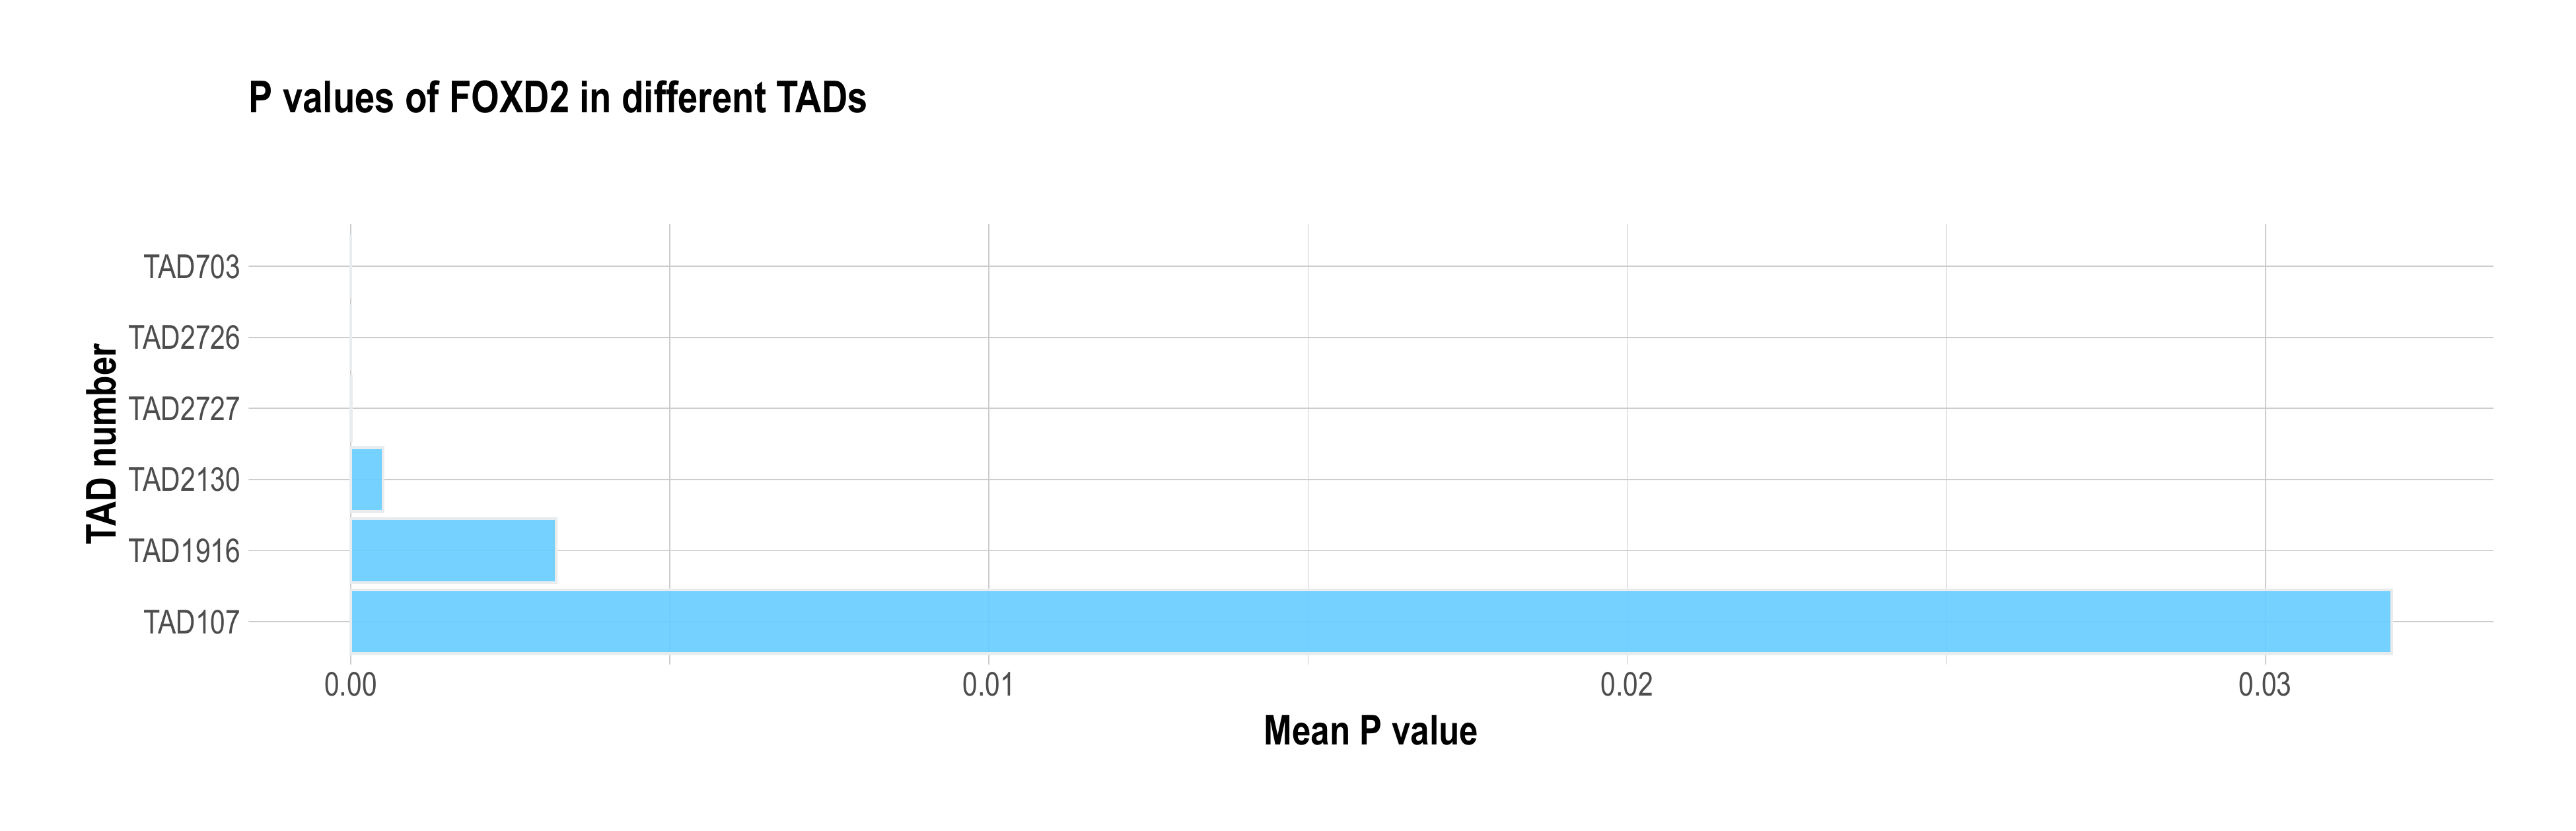 P values of FOXD2 in different TADs
TAD number
TAD703
TAD2726
TAD2727
TAD2130
TAD1916
TAD107
0.00 0.01 0.02 0.03
Mean P value